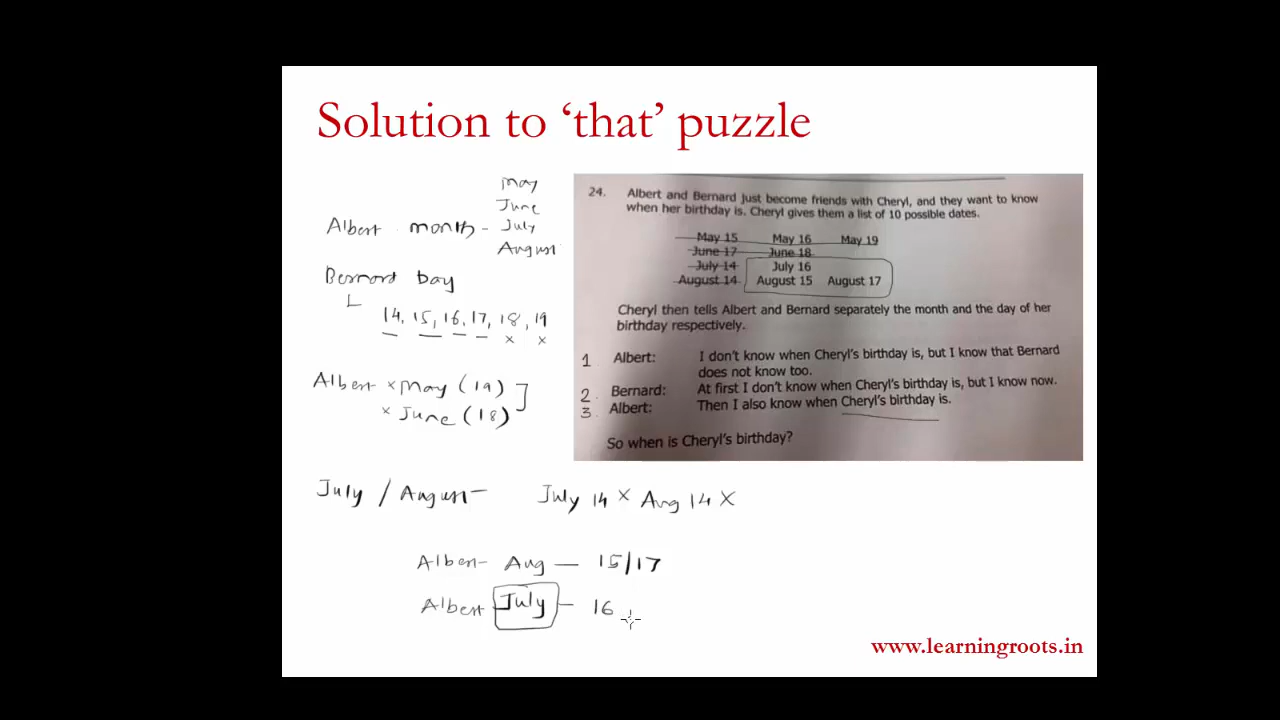 Solution to ‘that’ puzzle
May
June
Albert month - July
August
Bernard Day
14, 15, 16, 17, 18, 19
x x
Albert x May (19)
x June (18)
24. Albert and Bernard just become friends with Cheryl, and they want to know
when her birthday is. Cheryl gives them a list of 10 possible dates.
May 15 May 16 May 19
June 17 June 18
July 14 July 16
August 14 August 15 August 17
Cheryl then tells Albert and Bernard separately the month and the day of her
birthday respectively.
1 Albert: I don't know when Cheryl's birthday is, but I know that Bernard
does not know too.
2 Bernard: At first I don't know when Cheryl's birthday is, but I know now.
3 Albert: Then I also know when Cheryl's birthday is.
So when is Cheryl's birthday?
July / August - July 14 x Aug 14 x
Albert - Aug — 15/17
Albert July - 16
www.learningroots.in